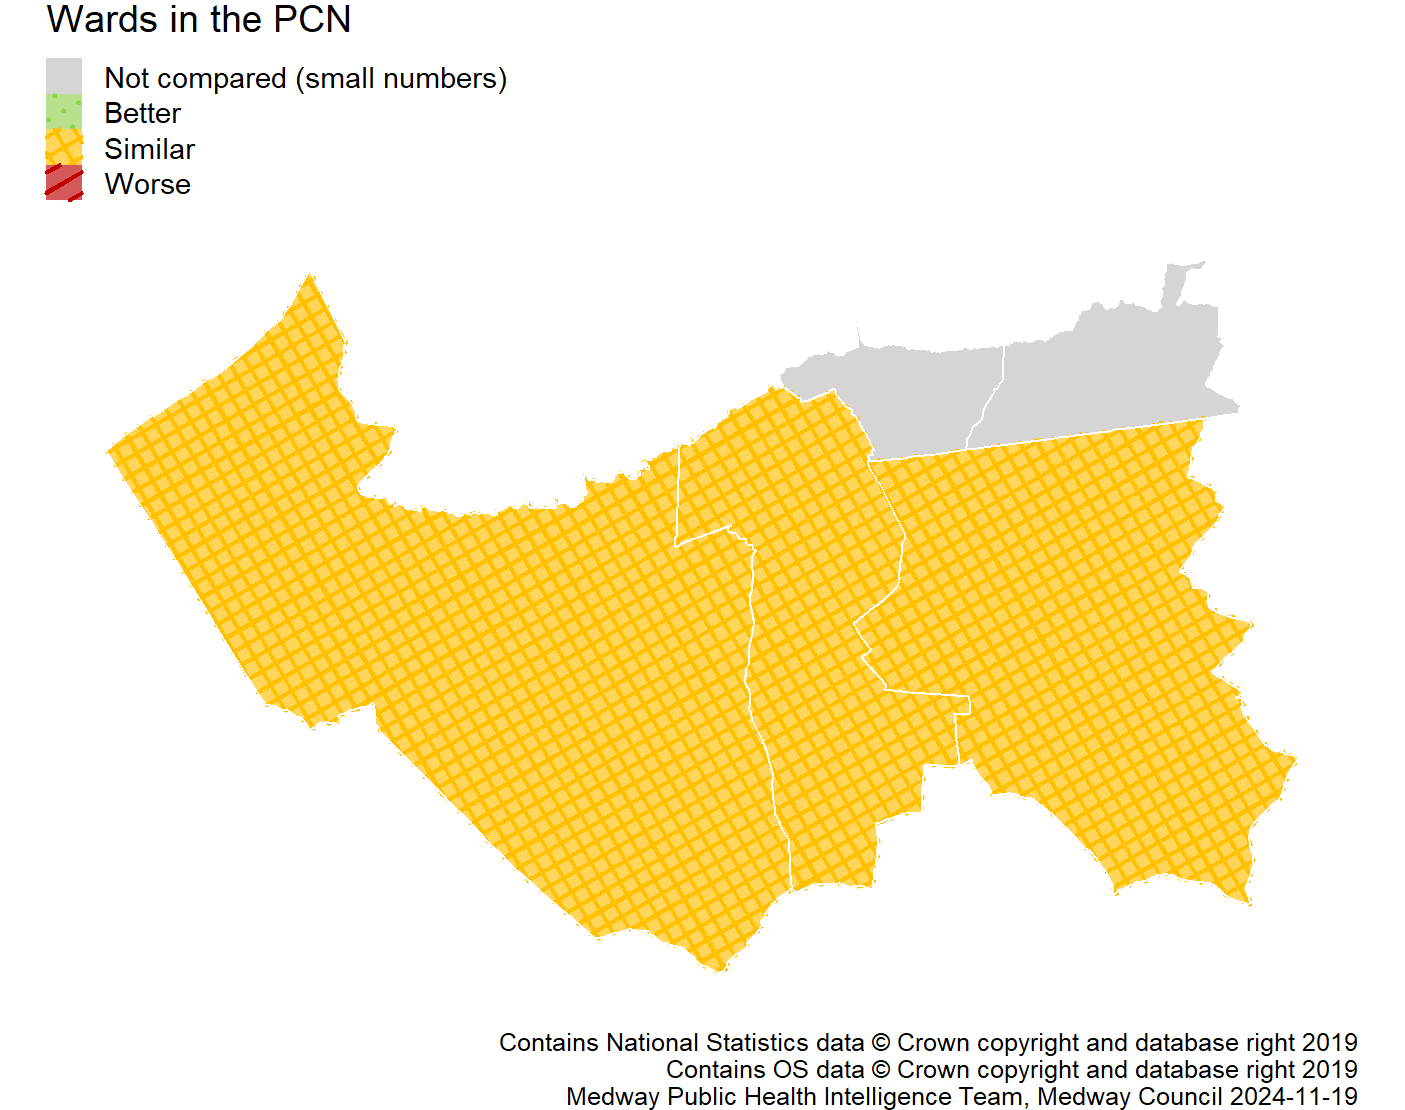 Wards in the PCN
Not compared (small numbers)
Better
Similar
Worse
Contains National Statistics data © Crown copyright and database right 2019
Contains OS data © Crown copyright and database right 2019
Medway Public Health Intelligence Team, Medway Council 2024-11-19